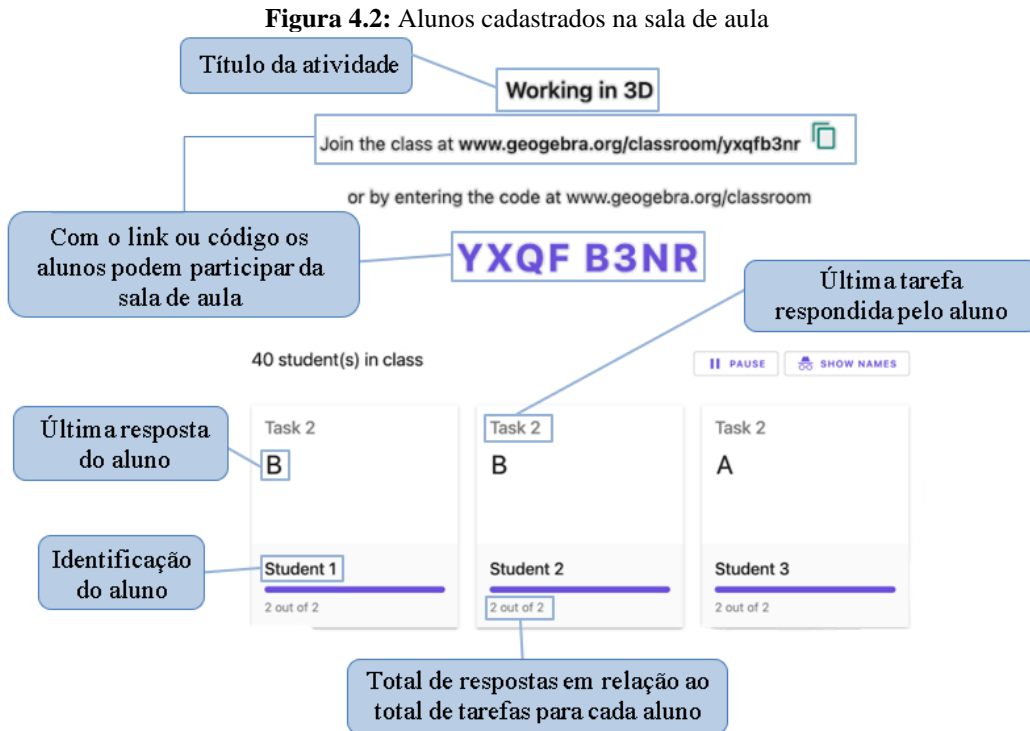 Figura 4.2: Alunos cadastrados na sala de aula
Título da atividade
Working in 3D
Join the class at www.geogebra.org/classroom/yxqfb3nr
or by entering the code at www.geogebra.org/classroom
Com o link ou código os
alunos podem participar da
sala de aula
YXQF B3NR
Última tarefa
respondida pelo aluno
40 student(s) in class
PAUSE
SHOW NAMES
Última resposta
do aluno
Task 2
B
Task 2
B
Task 2
A
Identificação
do aluno
Student 1
2 out of 2
Student 2
2 out of 2
Student 3
2 out of 2
Total de respostas em relação ao
total de tarefas para cada aluno